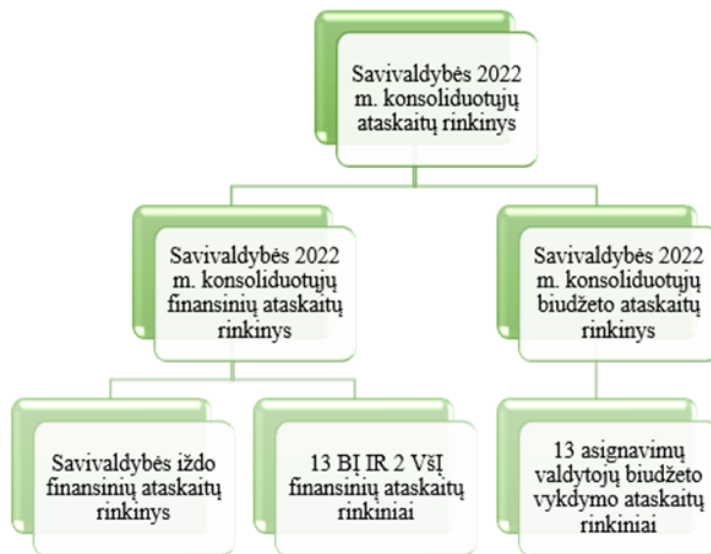 Savivaldybės 2022
m. konsoliduotųjų
ataskaitų rinkinys
Savivaldybės 2022
m. konsoliduotųjų
finansinių ataskaitų
rinkinys
Savivaldybės 2022
m. konsoliduotųjų
biudžeto ataskaitų
rinkinys
Savivaldybės iždo
finansinių ataskaitų
rinkinys
13 BĮ IR 2 VšĮ
finansinių ataskaitų
rinkiniai
13 asignavimų
valdytojų biudžeto
vykdymo ataskaitų
rinkiniai